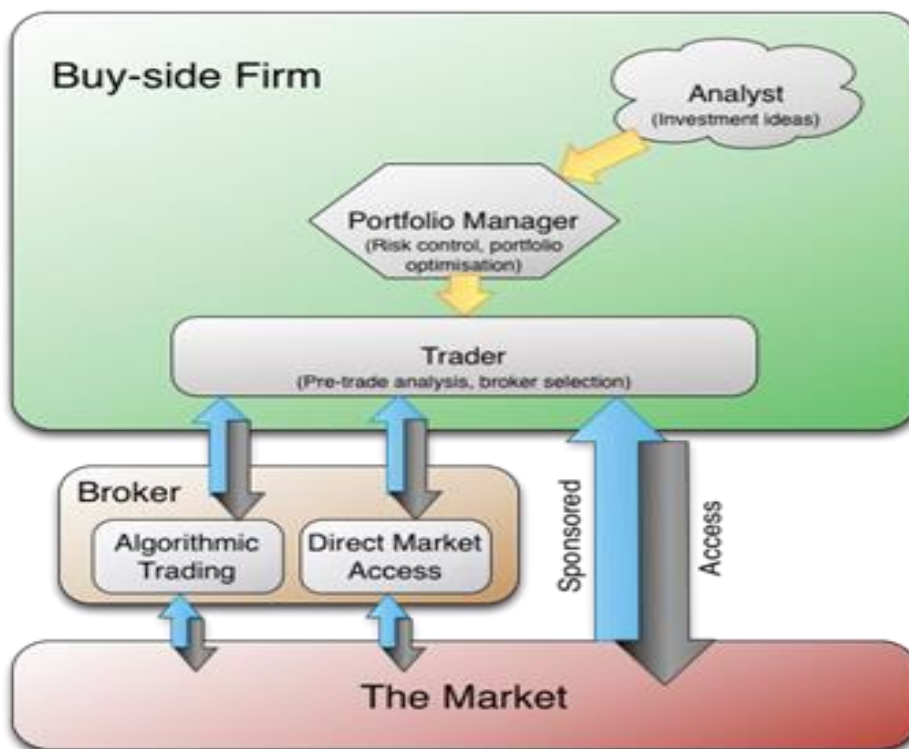 Buy-side Firm
Analyst
(Investment ideas)
Portfolio Manager
(Risk control, portfolio
optimisation)
Trader
(Pre-trade analysis, broker selection)
Broker
Algorithmic
Trading
Direct Market
Access
Sponsored
Access
The Market